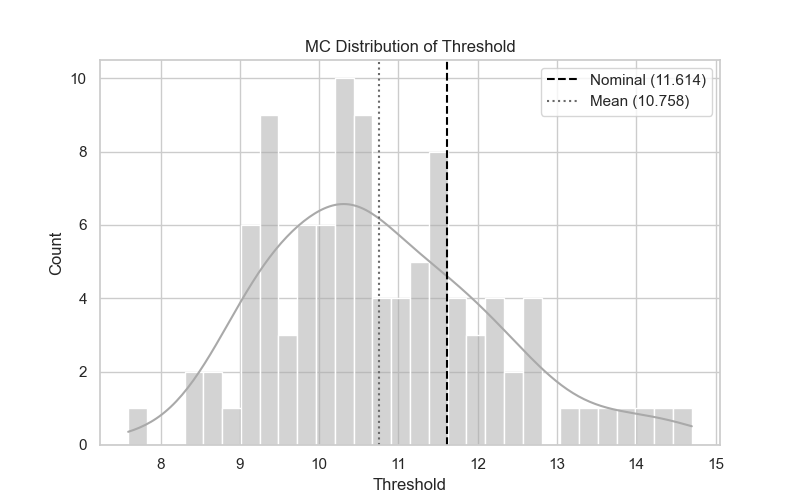 MC Distribution of Threshold
Nominal (11.614)
Mean (10.758)
10
8
6
4
2
0
Count
8 9 10 11 12 13 14 15
Threshold